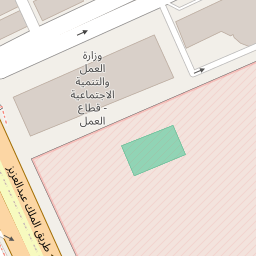 وزارة
العمل
والتنمية
الاجتماعية
- قطاع
العمل
طريق الملك عبدالعزيز